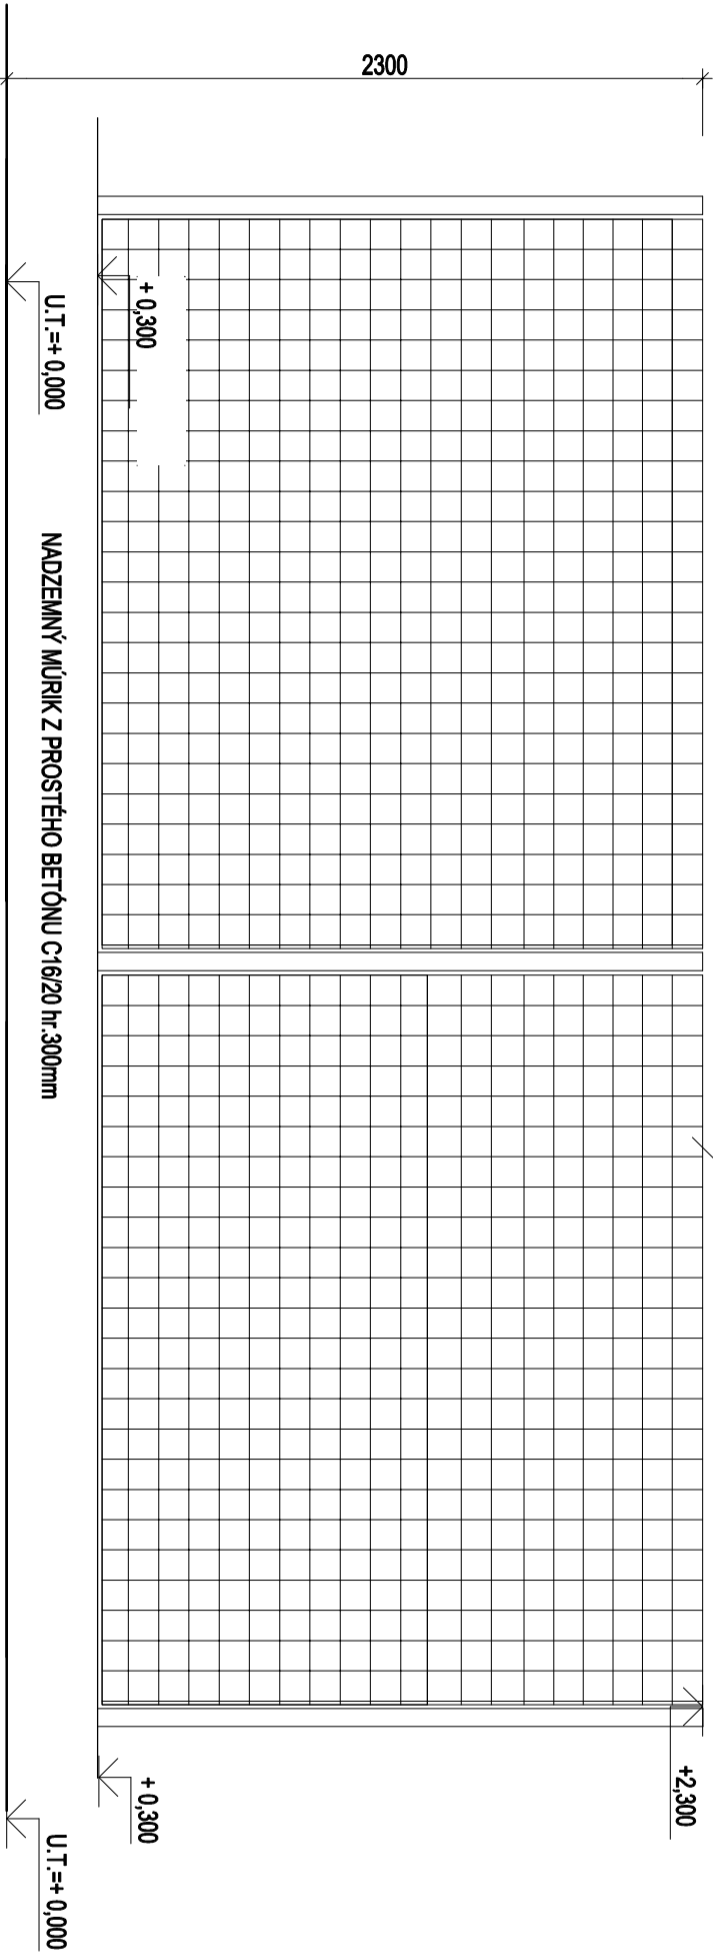 2300
+2,300
+ 0,300
+ 0,300
U.T.=+ 0,000
U.T.=+ 0,000
NADZEMNÝ MÚRIK Z PROSTÉHO BETÓNU C16/20 hr.300mm